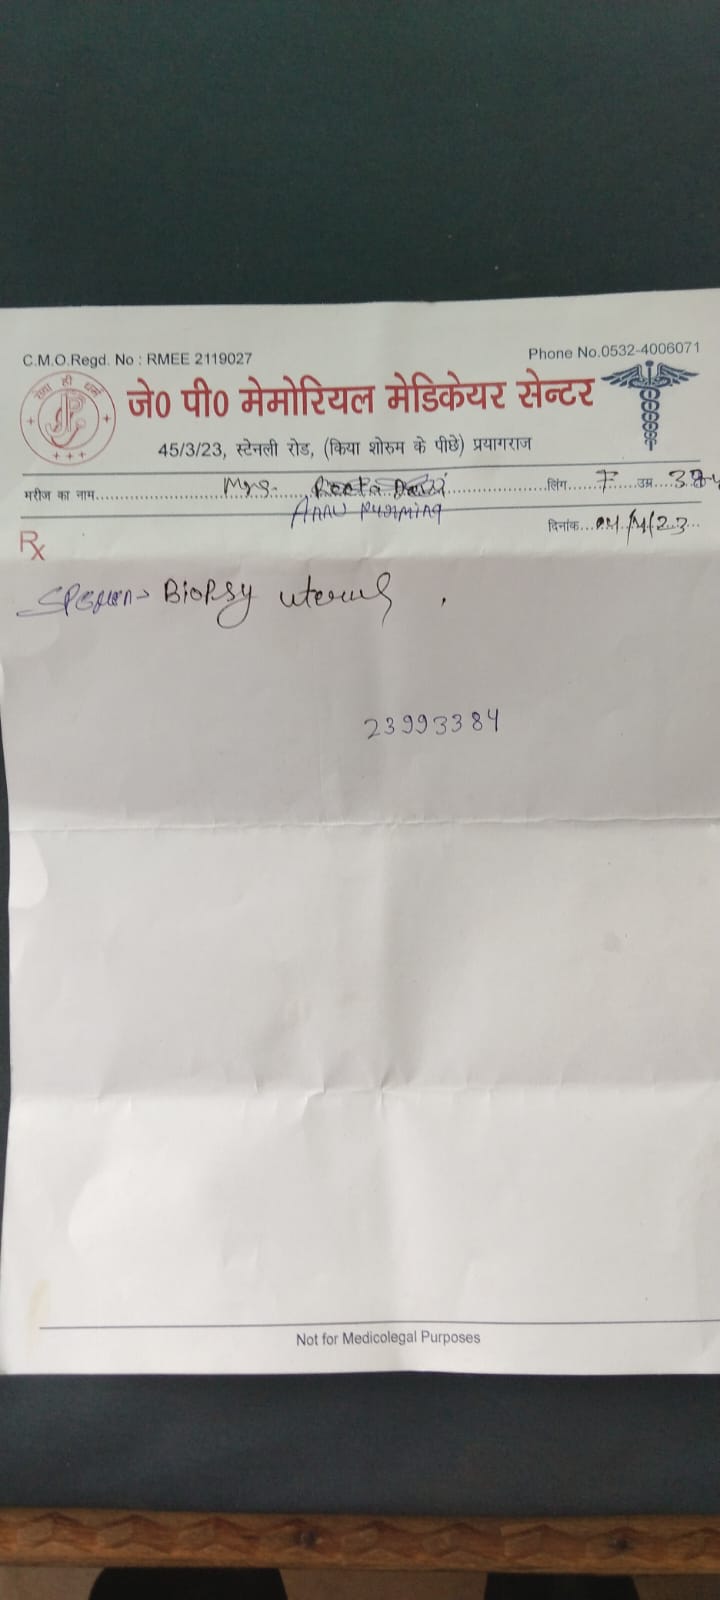 C.M.O.Regd. No : RMEE 2119027
Phone No.0532-4006071
जे0 पी0 मेमोरियल मेडिकेयर सेन्टर
45/3/23, स्टेनली रोड, (किया शोरुम के पीछे) प्रयागराज
मरीज का नाम.......Mrs.......लिंग.......F.....उम्र....
दिनांक...
Rx
Biopsy uterus
23993384
Not for Medicolegal Purposes